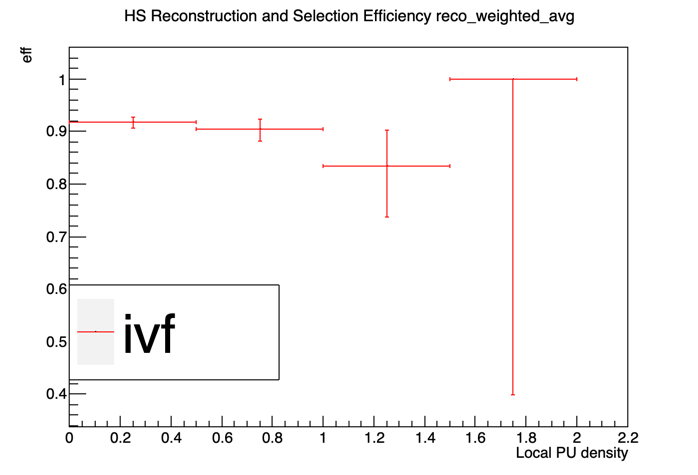 HS Reconstruction and Selection Efficiency reco_weighted_avg
eff
1
0.9
0.8
0.7
0.6
0.5
0.4
ivf
0 0.2 0.4 0.6 0.8 1 1.2 1.4 1.6 1.8 2 2.2
Local PU density